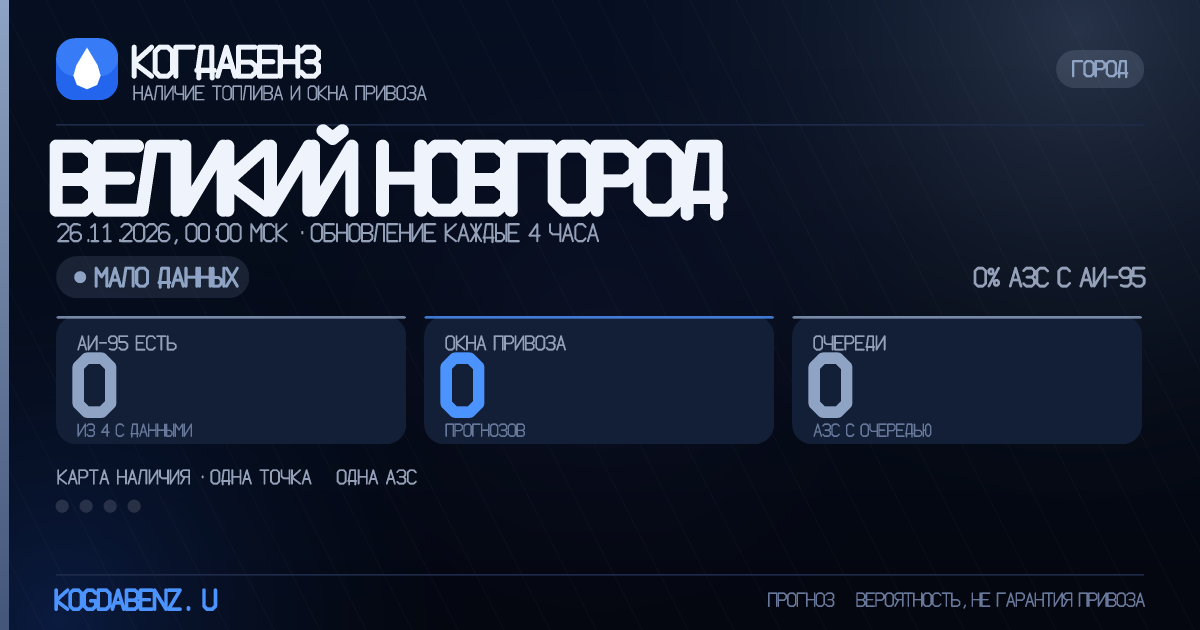 КОГДАБЕНЗ
НАЛИЧИЕ ТОПЛИВА И ОКНА ПРИВОЗА
ГОРОД
ВЕЛИКИЙ НОВГОРОД
26.11.2026, 00:00 МСК · ОБНОВЛЕНИЕ КАЖДЫЕ 4 ЧАСА
МАЛО ДАННЫХ
0% АЗС С АИ-95
АИ-95 ЕСТЬ
0
ИЗ 4 С ДАННЫМИ
ОКНА ПРИВОЗА
0
ПРОГНОЗОВ
ОЧЕРЕДИ
0
АЗС С ОЧЕРЕДЬЮ
КАРТА НАЛИЧИЯ · ОДНА ТОЧКА ОДНА АЗС
KOGDABENZ. U
ПРОГНОЗ ВЕРОЯТНОСТЬ, НЕ ГАРАНТИЯ ПРИВОЗА